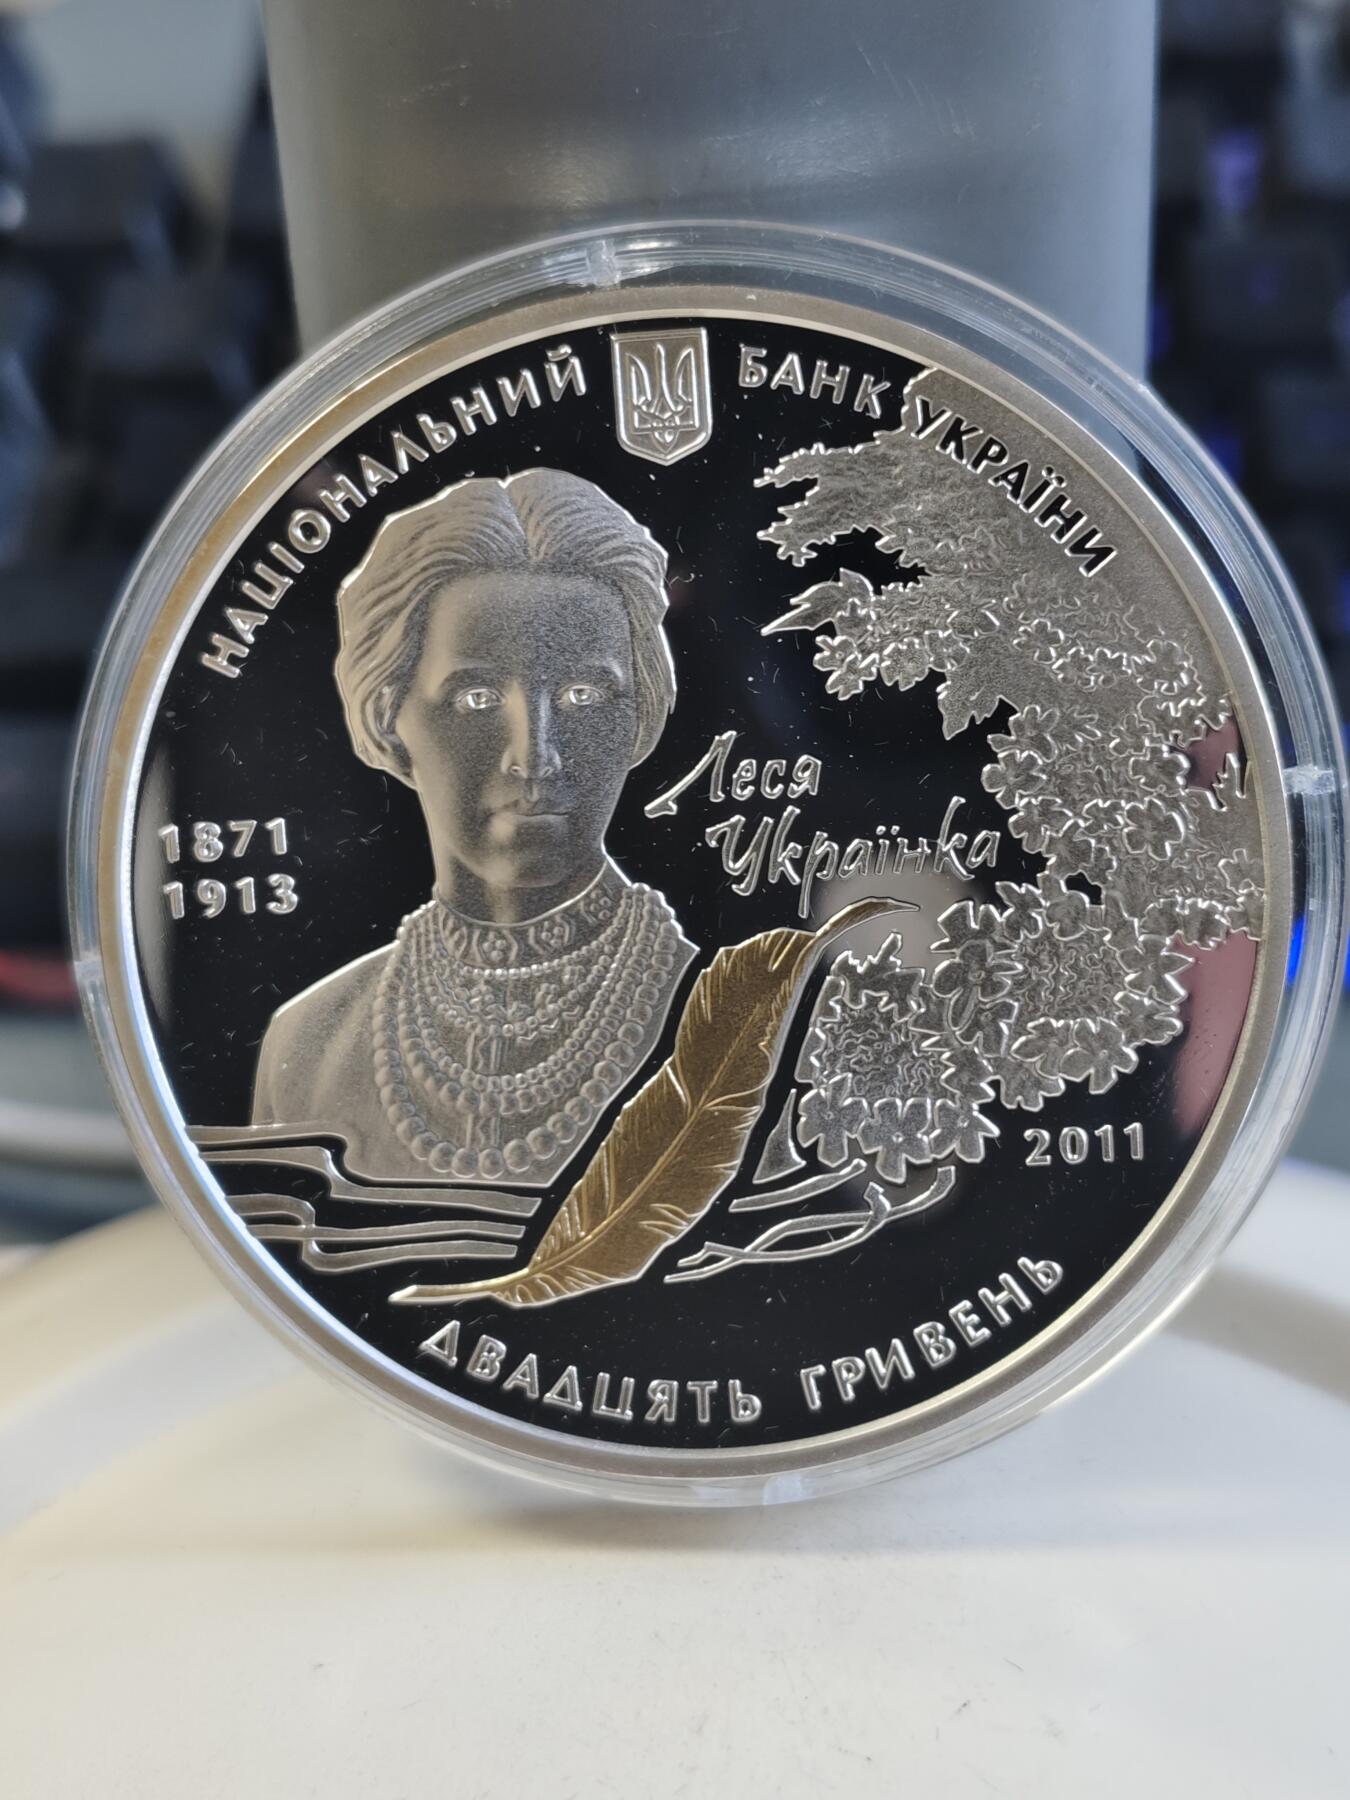 НАЦІОНАЛЬНИЙ БАНК УКРАЇНИ
Леся
Українка
1871
1913
2011
ДВАДЦЯТЬ ГРИВЕНЬ